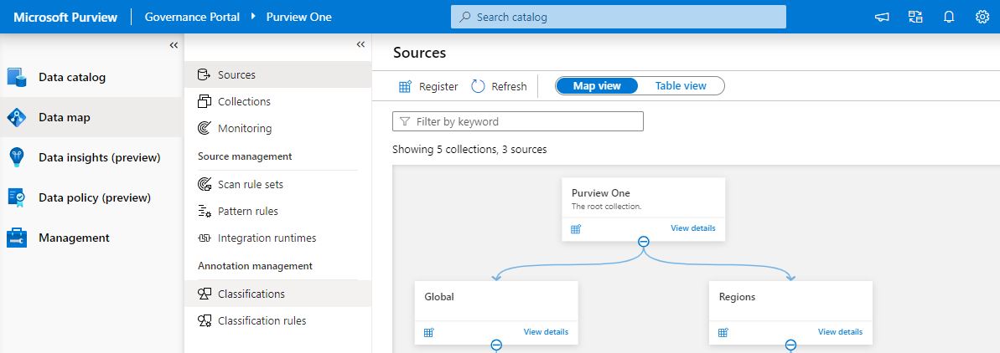 Microsoft Purview Governance Portal Purview One Search catalog
Data catalog
Data map
Data insights (preview)
Data policy (preview)
Management
Sources
Collections
Monitoring
Source management
Scan rule sets
Pattern rules
Integration runtimes
Annotation management
Classifications
Classification rules
Sources
Register Refresh Map view Table view
Filter by keyword
Showing 5 collections, 3 sources
Purview One
The root collection.
View details
Global
View details
Regions
View details